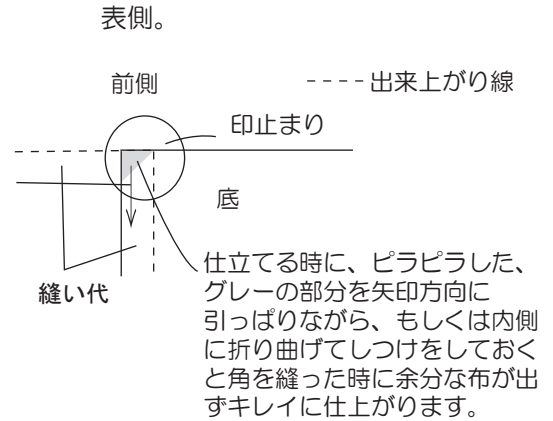 表側。
前側
出来上がり線
印止まり
底
縫い代
仕立てる時に、ピラピラした、
グレーの部分を矢印方向に
引っぱりながら、もしくは内側
に折り曲げてしつけをしておく
と角を縫った時に余分な布が出
ずキレイに仕上がります。